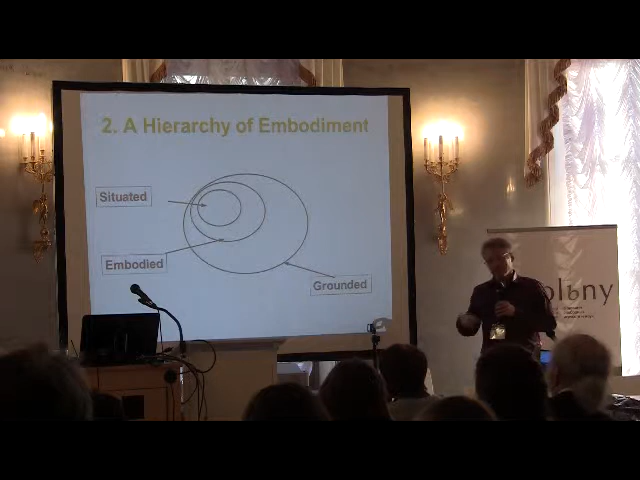 2. A Hierarchy of Embodiment
Situated
Embodied
Grounded